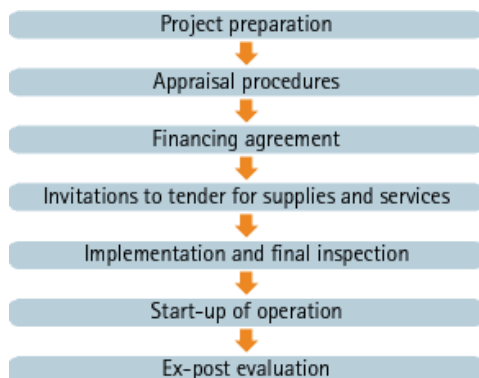 Project preparation
Appraisal procedures
Financing agreement
Invitations to tender for supplies and services
Implementation and final inspection
Start-up of operation
Ex-post evaluation